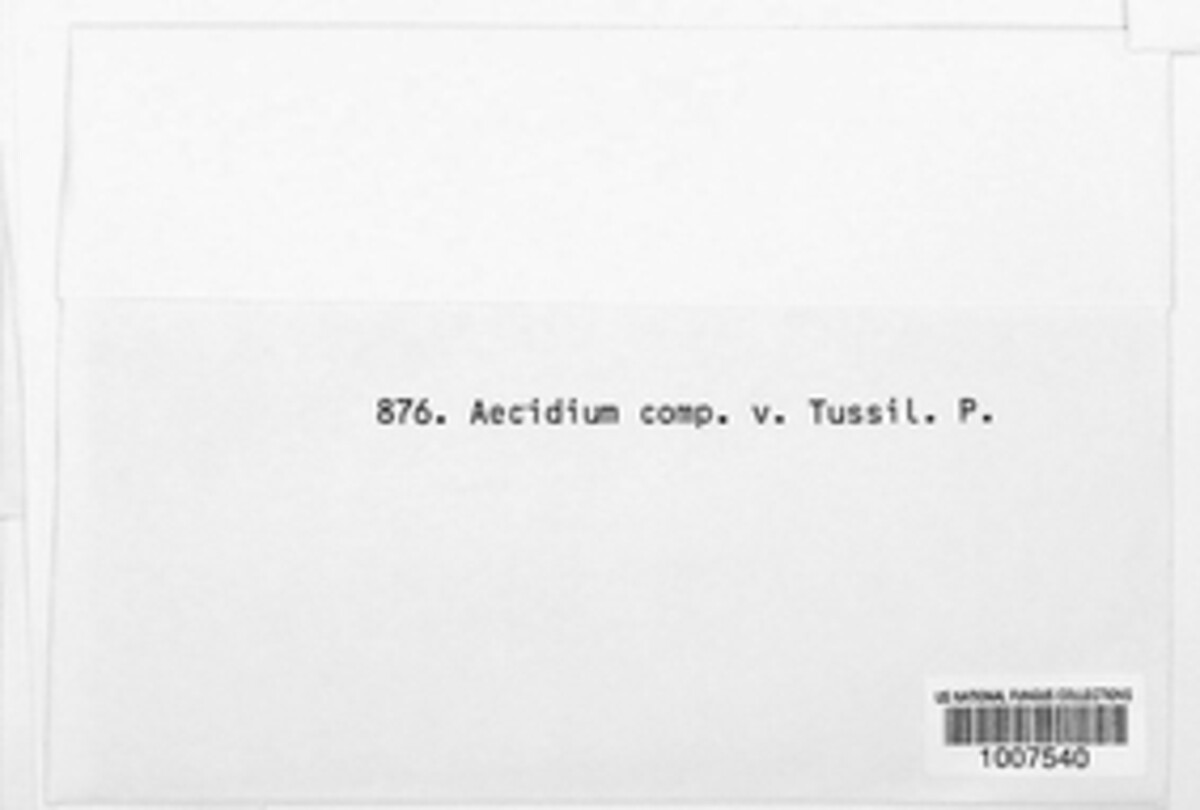 876. Aecidium comp. v. Tussil. P.
US NATIONAL FUNGUS COLLECTIONS
1007540